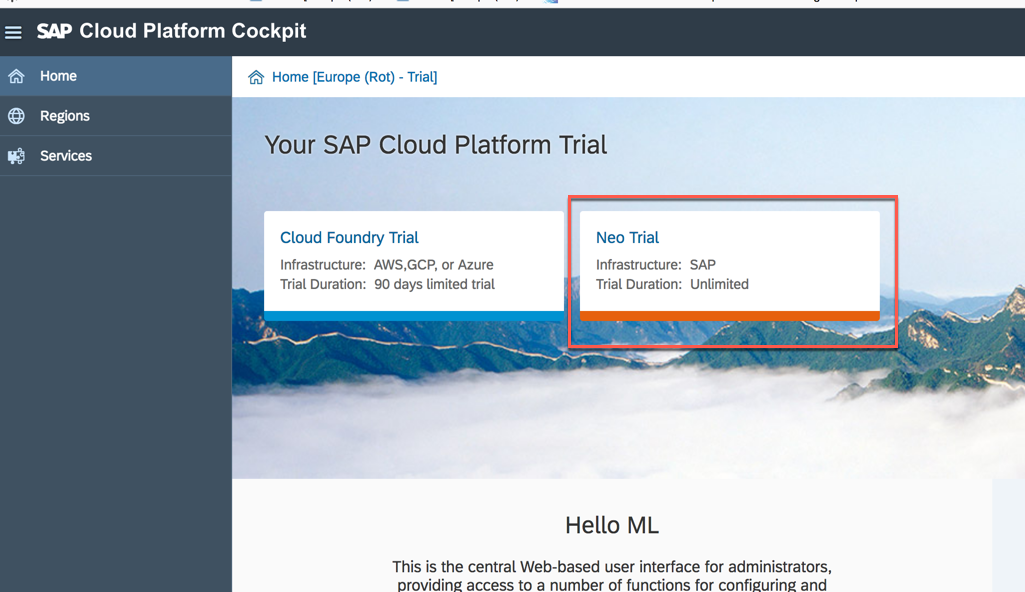 SAP Cloud Platform Cockpit
Home
Regions
Services
Home [Europe (Rot) - Trial]
Your SAP Cloud Platform Trial
Cloud Foundry Trial
Infrastructure: AWS,GCP, or Azure
Trial Duration: 90 days limited trial
Neo Trial
Infrastructure: SAP
Trial Duration: Unlimited
Hello ML
This is the central Web-based user interface for administrators,
providing access to a number of functions for configuring and